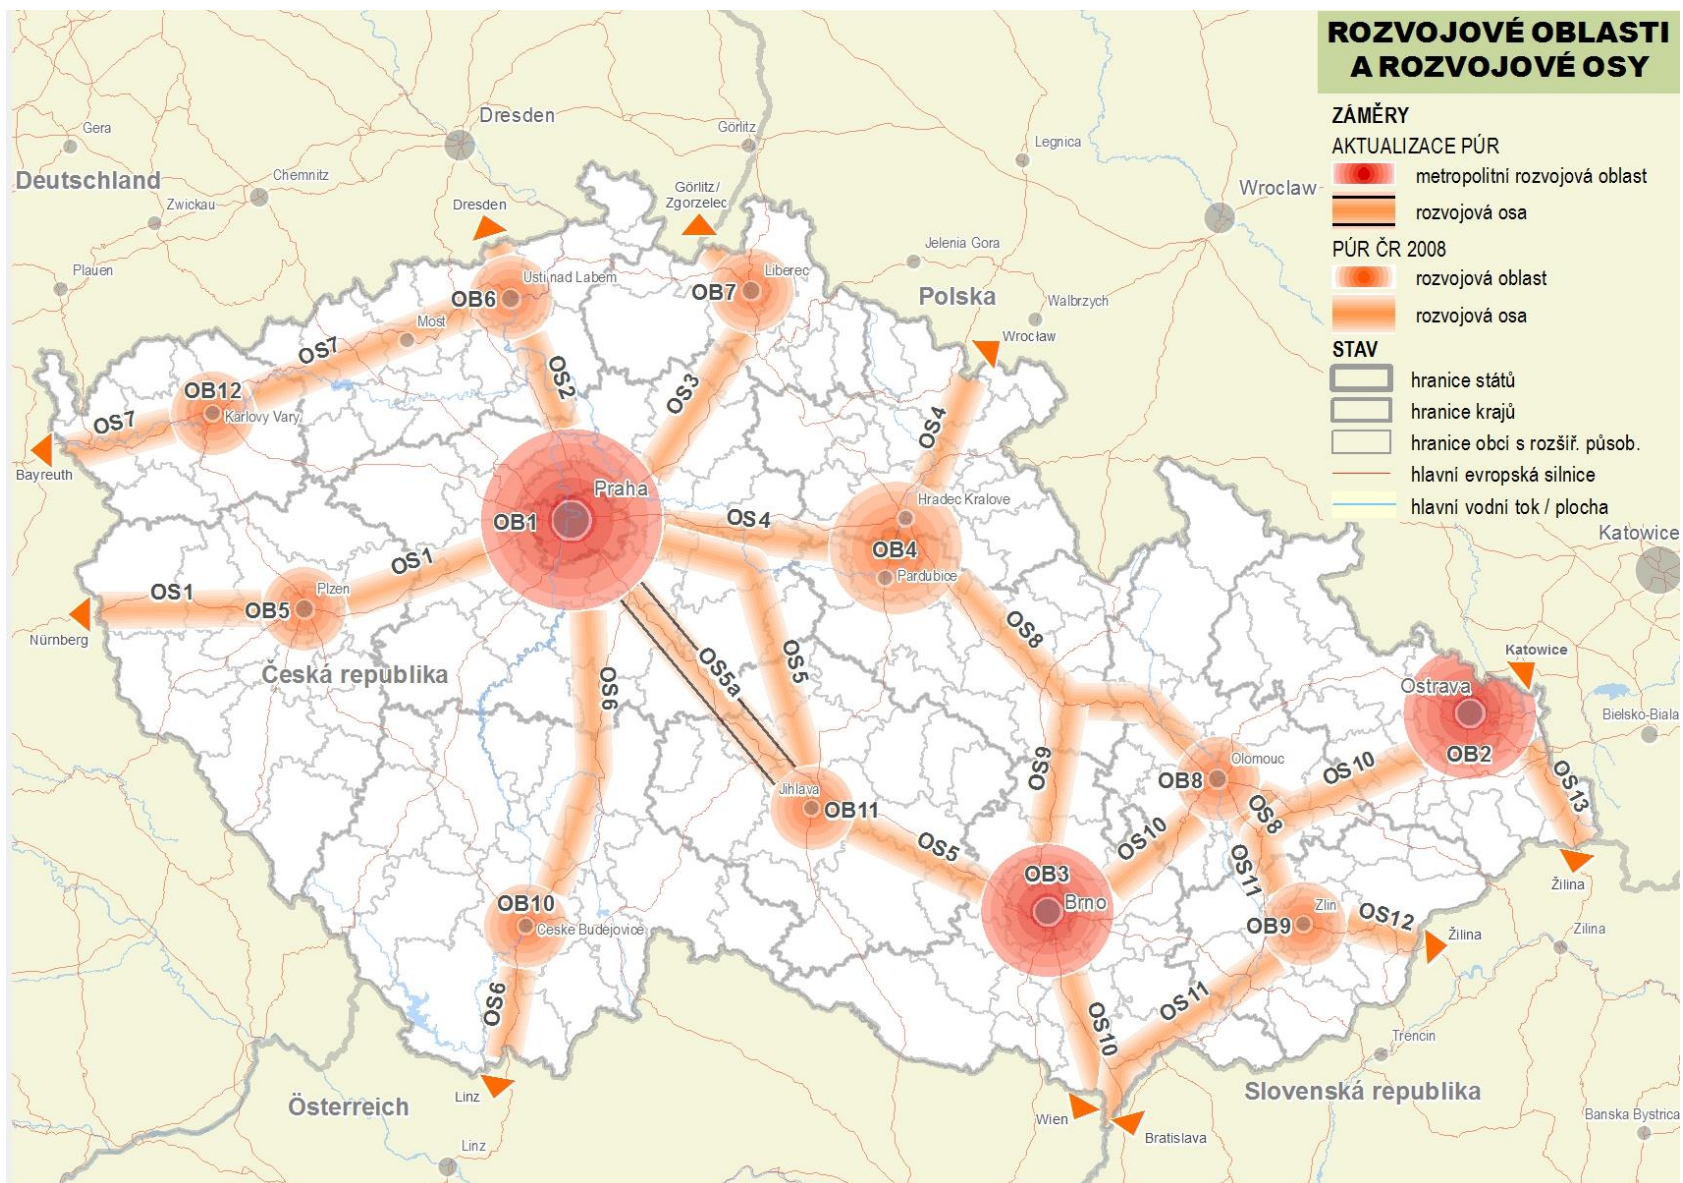 ROZVOJOVÉ OBLASTI
A ROZVOJOVÉ OSY
ZÁMĚRY
AKTUALIZACE PÚR
metropolitní rozvojová oblast
rozvojová osa
PÚR ČR 2008
rozvojová oblast
rozvojová osa
STAV
hranice států
hranice krajů
hranice obcí s rozšíř. působ.
hlavní evropská silnice
hlavní vodní tok / plocha
Dresden
Gera
Görlitz
Legnica
Deutschland
Chemnitz
Görlitz/
Zgorzelec
Wroclaw
Zwickau
Dresden
Jelenia Gora
Plauen
Usti nad Labem
Liberec
OB6
OB7
Polska
Walbrzych
Most
Wrocław
OS7
OS2
OS3
OB12
Karlovy Vary
OS7
OS4
Bayreuth
Praha
Hradec Kralove
OB1
OS4
Katowice
OB4
OS1
Pardubice
Plzen
OS1
OB5
Nürnberg
OS8
Česká republika
OS5a
OS5
OS6
Katowice
Ostrava
Bielsko-Biala
OB2
Olomouc
OS9
OB8
OS10
OS13
Jihlava
OB11
OS8
OS10
OS5
OB3
OS11
Žilina
Brno
OB10
Ceske Budejovice
Zlin
OB9
OS12
Žilina
Zilina
OS6
OS11
OS10
Trencin
Linz
Österreich
Slovenská republika
Wien
Bratislava
Banska Bystrica
Linz